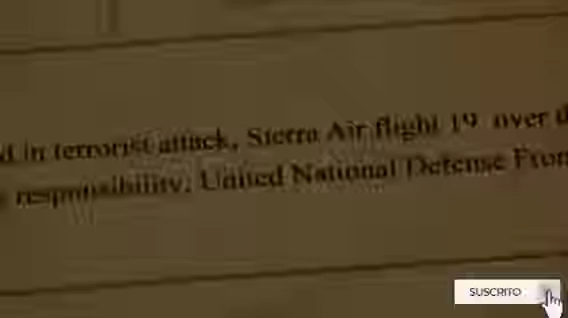 d in terrorist attack, Sierra Air flight 19 over
responsibility: United National Defense Fron
SUSCRITO